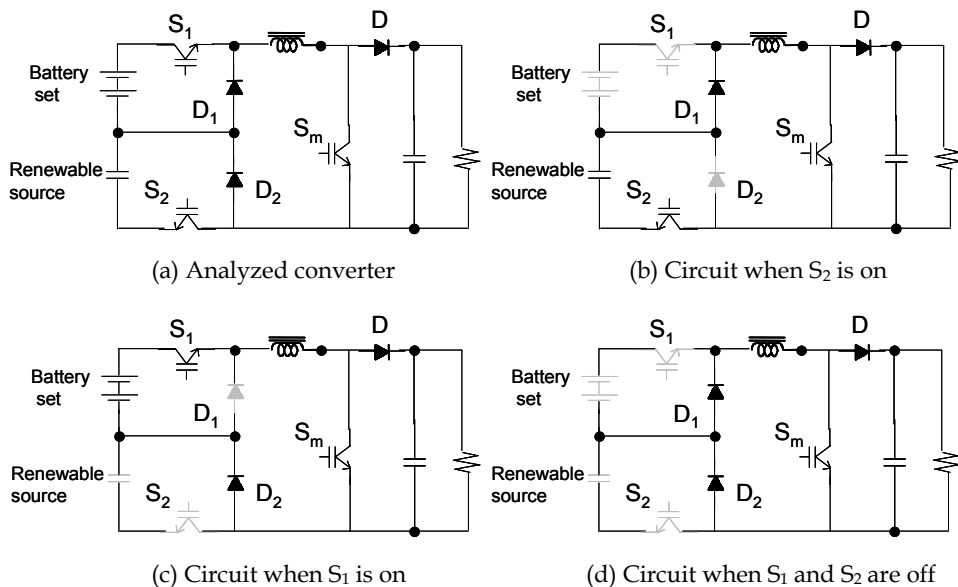 S₁
D
Battery
set
D₁
Sₘ
Renewable
source
S₂
D₂
(a) Analyzed converter
S₁
D
Battery
set
D₁
Sₘ
Renewable
source
S₂
D₂
(b) Circuit when S₂ is on
S₁
D
Battery
set
D₁
Sₘ
Renewable
source
S₂
D₂
(c) Circuit when S₁ is on
S₁
D
Battery
set
D₁
Sₘ
Renewable
source
S₂
D₂
(d) Circuit when S₁ and S₂ are off